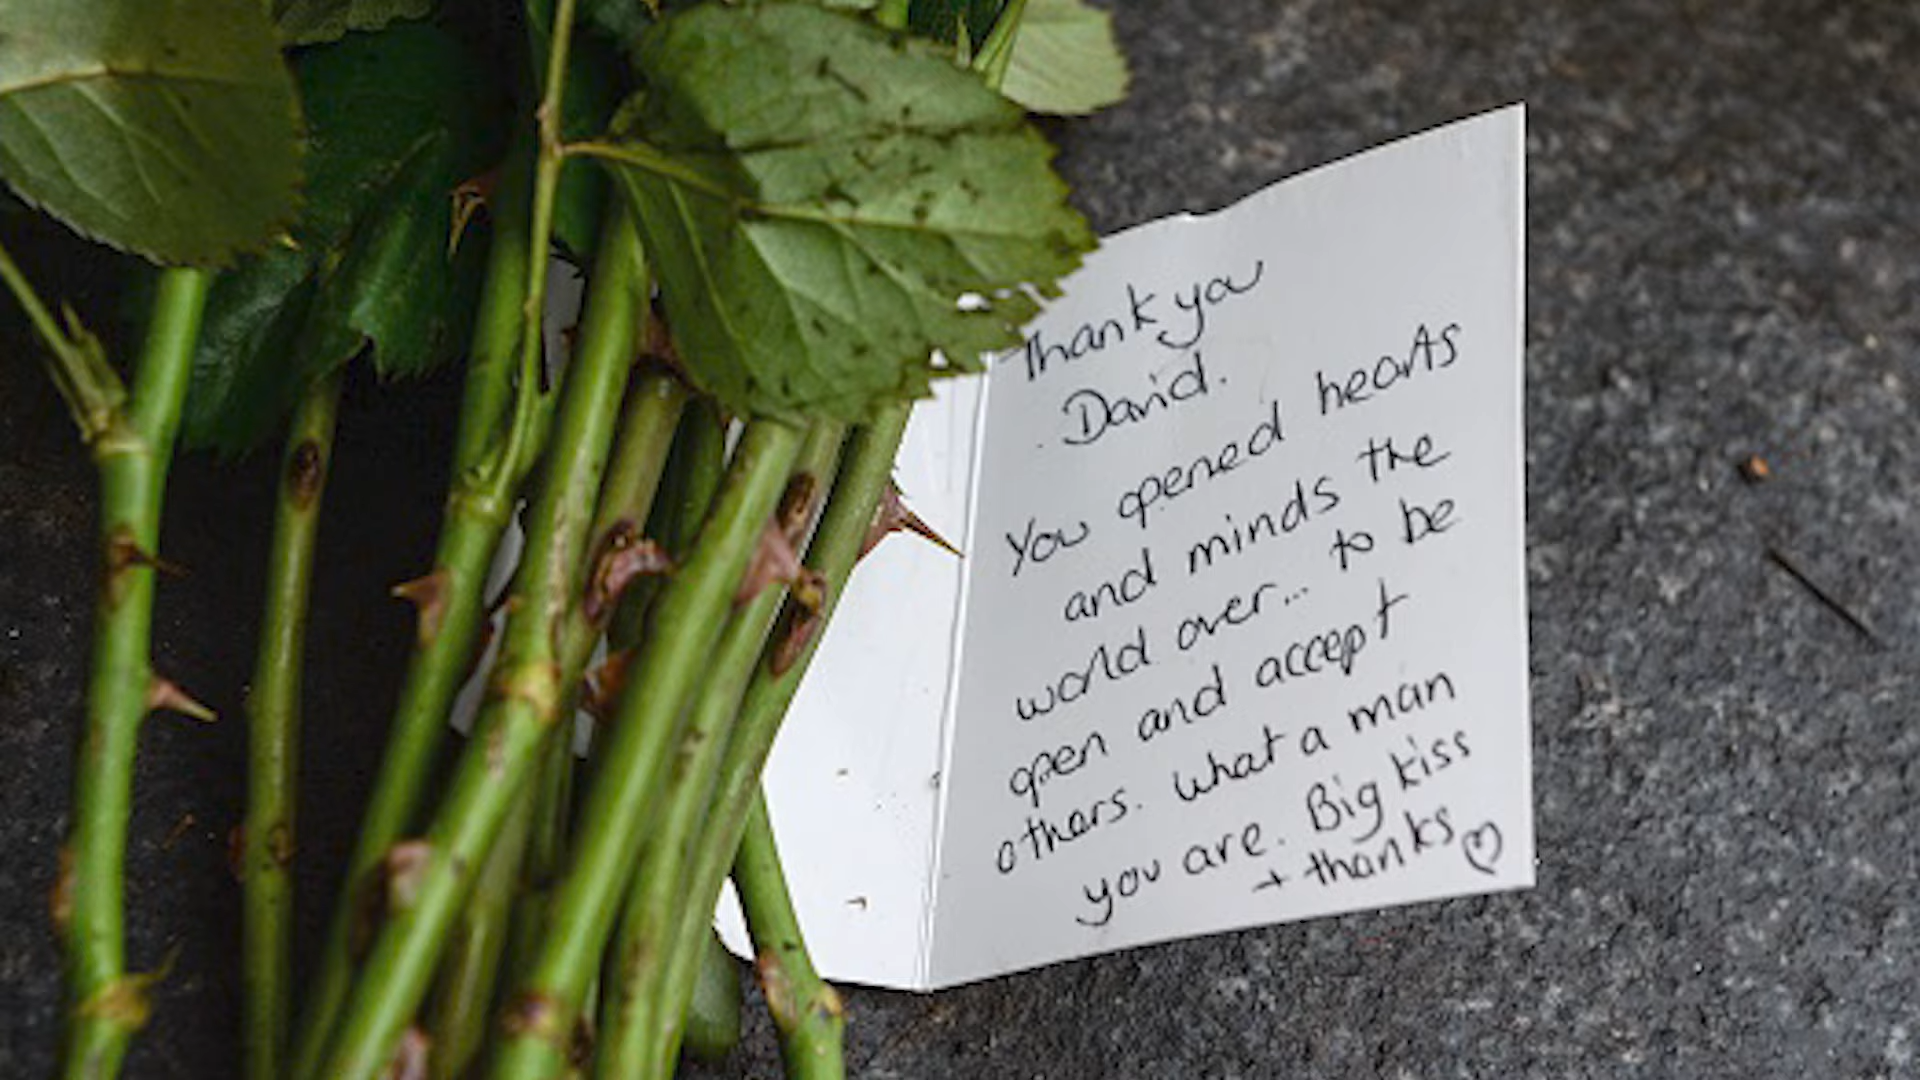 Thank you
David.
You opened hearts
and minds the
world over... to be
open and accept
others. What a man
you are. Big kiss
+ thanks ♡